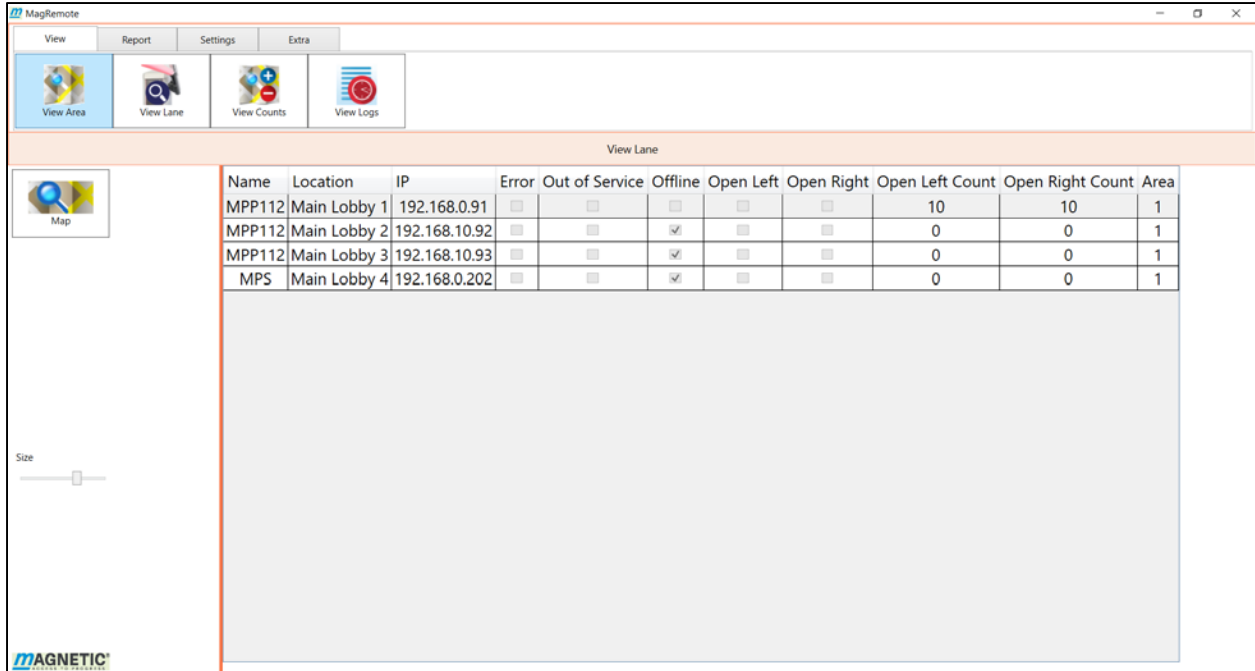 MagRemote
View Report Settings Extra
View Area View Lane View Counts View Logs
View Lane
Map
Name Location IP Error Out of Service Offline Open Left Open Right Open Left Count Open Right Count Area
MPP112 Main Lobby 1 192.168.0.91 10 10 1
MPP112 Main Lobby 2 192.168.10.92 0 0 1
MPP112 Main Lobby 3 192.168.10.93 0 0 1
MPS Main Lobby 4 192.168.0.202 0 0 1
Size
MAGNETIC
ACCESS TO PROGRESS